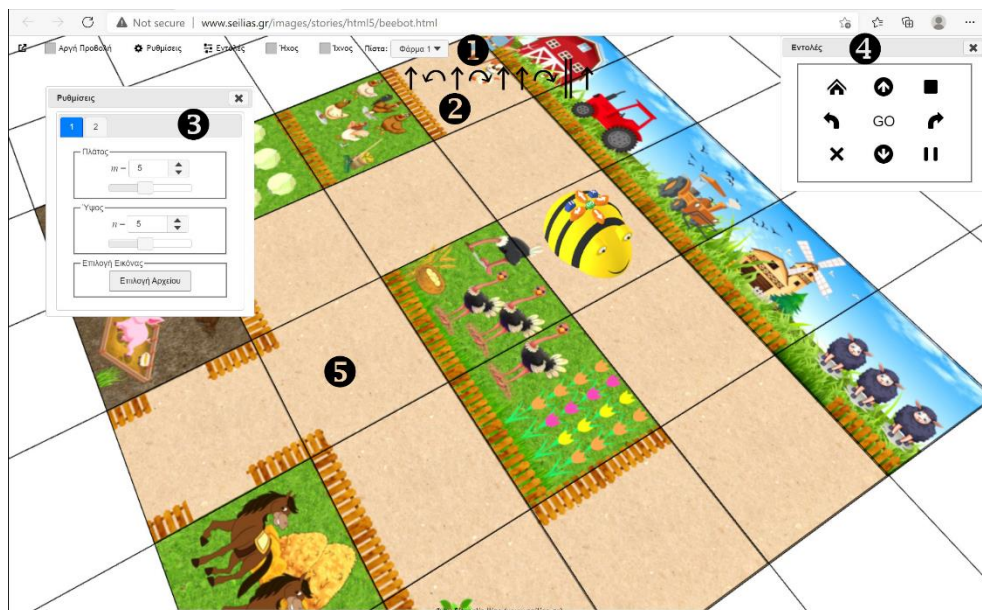 Not secure | www.seilias.gr/images/stories/html5/beebot.html
Αργή Προβολή Ρυθμίσεις Εντολές Ήχος Ίχνος Πίστα: Φάρμα 1
1
2
Ρυθμίσεις
3
1 2
Πλάτος
m = 5
Ύψος
n = 5
Επιλογή Εικόνας
Επιλογή Αρχείου
Εντολές
4
GO
5